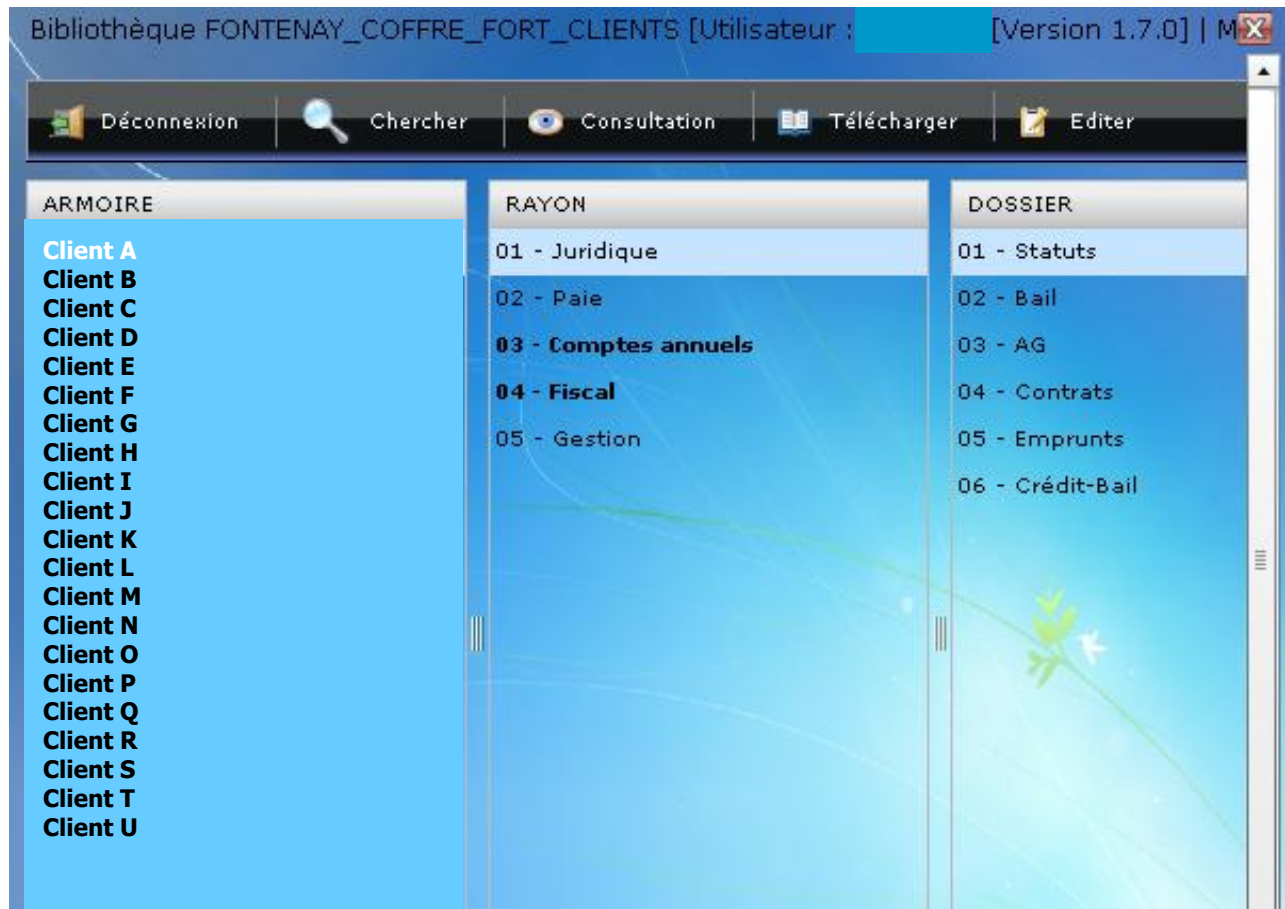 Bibliothèque FONTENAY_COFFRE_FORT_CLIENTS [Utilisateur : [Version 1.7.0] | M
Déconnexion Chercher Consultation Télécharger Editer
ARMOIRE
Client A
Client B
Client C
Client D
Client E
Client F
Client G
Client H
Client I
Client J
Client K
Client L
Client M
Client N
Client O
Client P
Client Q
Client R
Client S
Client T
Client U
RAYON
01 - Juridique
02 - Paie
03 - Comptes annuels
04 - Fiscal
05 - Gestion
DOSSIER
01 - Statuts
02 - Bail
03 - AG
04 - Contrats
05 - Emprunts
06 - Crédit-Bail